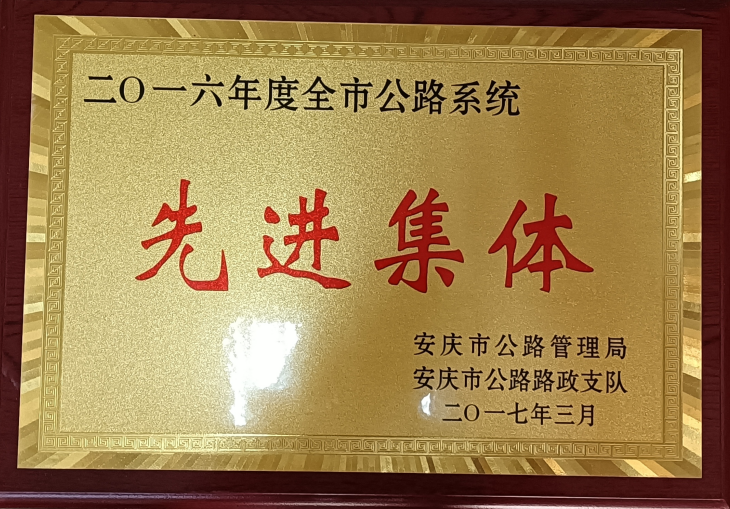 二〇一六年度全市公路系统
先进集体
安庆市公路管理局
安庆市公路路政支队
二〇一七年三月